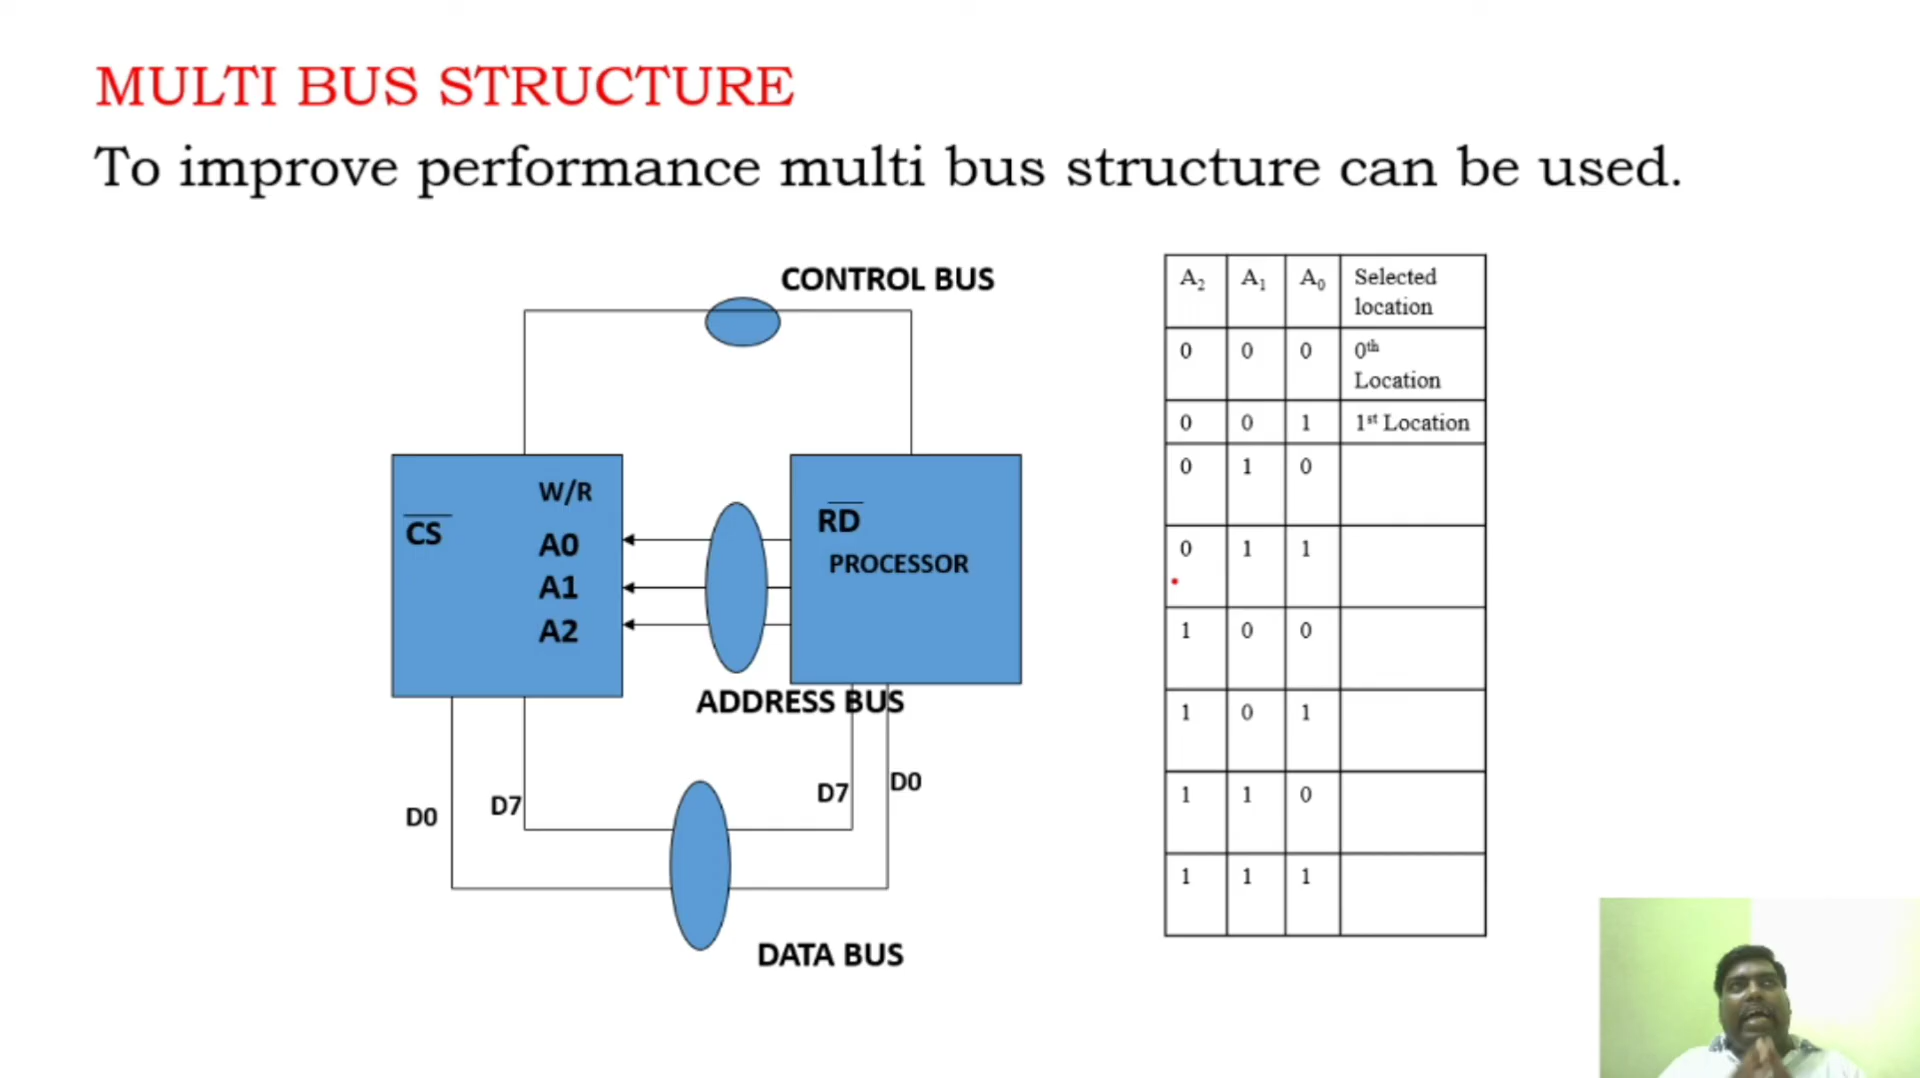 MULTI BUS STRUCTURE
To improve performance multi bus structure can be used.
CONTROL BUS
W/R
CS
A0
A1
A2
RD
PROCESSOR
ADDRESS BUS
D0
D7
D7
D0
DATA BUS
A₂ A₁ A₀ Selected
location
0 0 0 0th
Location
0 0 1 1st Location
0 1 0
0 1 1
1 0 0
1 0 1
1 1 0
1 1 1